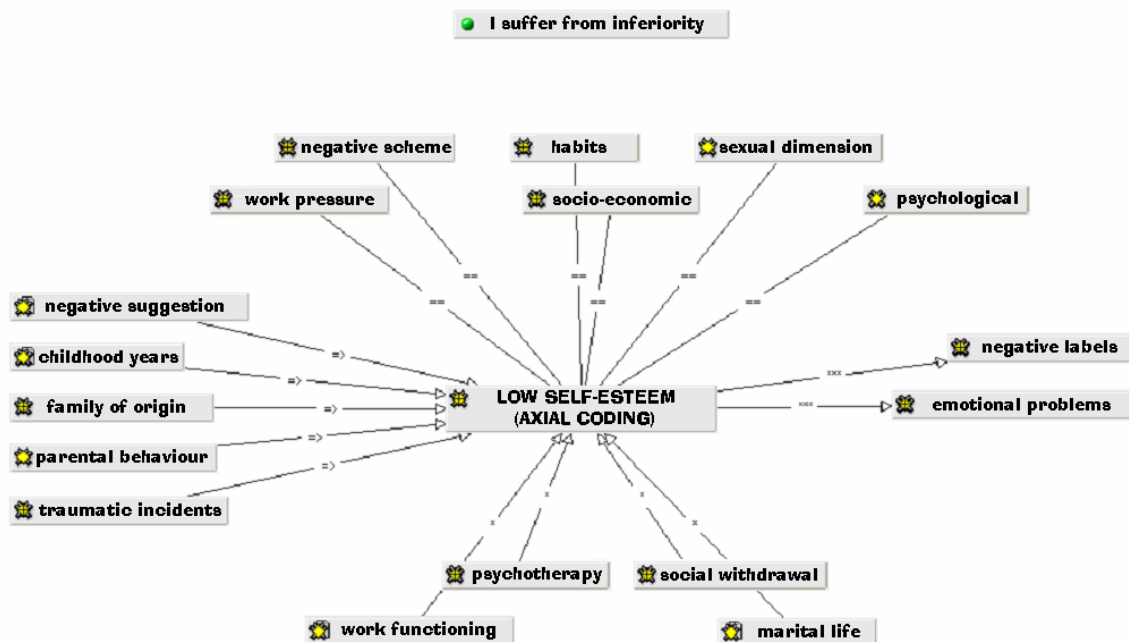 I suffer from inferiority
negative scheme
habits
sexual dimension
work pressure
socio-economic
psychological
==
==
==
==
==
==
negative suggestion
=>
childhood years
=>
negative labels
xxx
LOW SELF-ESTEEM
(AXIAL CODING)
family of origin
=>
xxx
emotional problems
parental behaviour
=>
=>
traumatic incidents
x
x
x
x
psychotherapy
social withdrawal
work functioning
marital life